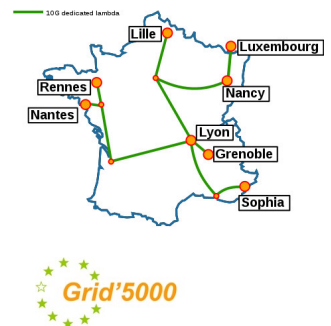 10G dedicated lambda
Lille
Luxembourg
Rennes
Nancy
Nantes
Lyon
Grenoble
Sophia
Grid'5000